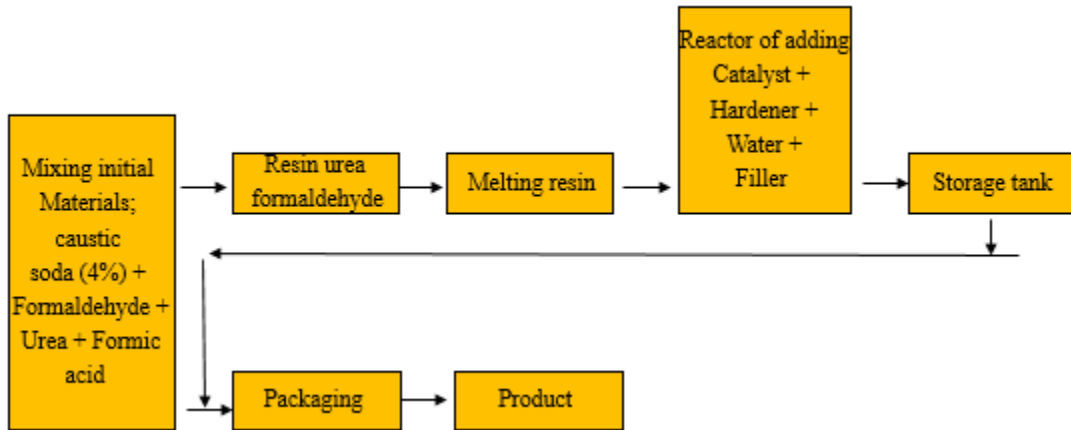 Mixing initial
Materials;
caustic
soda (4%) +
Formaldehyde +
Urea + Formic
acid
Resin urea
formaldehyde
Melting resin
Reactor of adding
Catalyst +
Hardener +
Water +
Filler
Storage tank
Packaging
Product